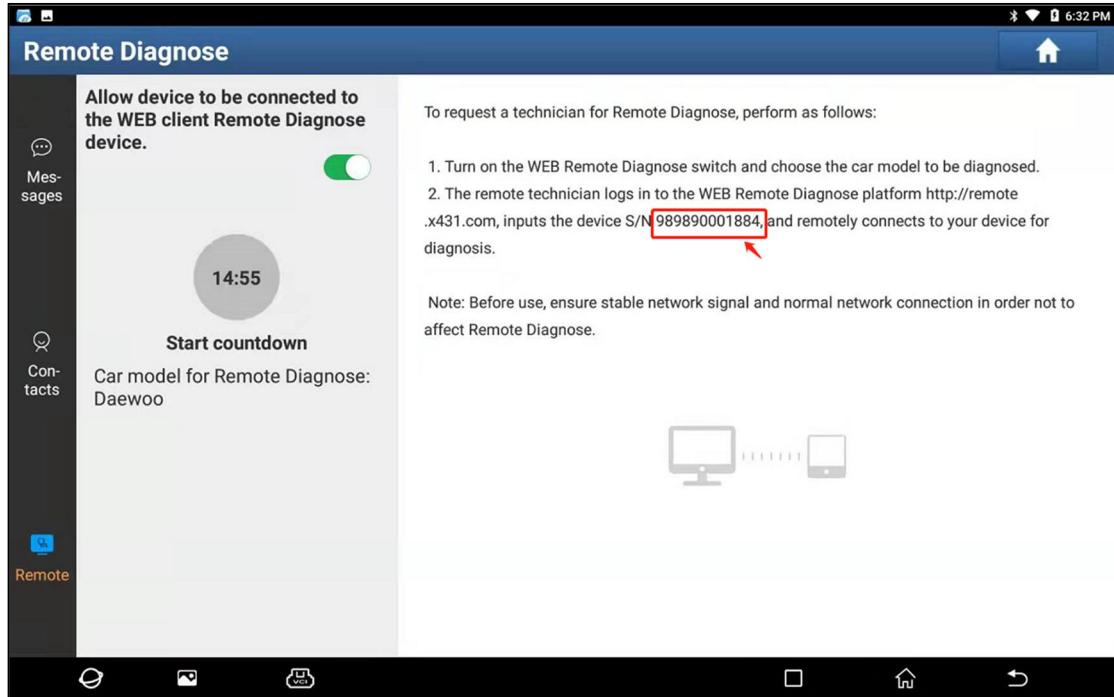 6:32 PM
Remote Diagnose
Mes-
sages
Con-
tacts
Remote
Allow device to be connected to
the WEB client Remote Diagnose
device.
14:55
Start countdown
Car model for Remote Diagnose:
Daewoo
To request a technician for Remote Diagnose, perform as follows:
1. Turn on the WEB Remote Diagnose switch and choose the car model to be diagnosed.
2. The remote technician logs in to the WEB Remote Diagnose platform http://remote
.x431.com, inputs the device S/N 989890001884, and remotely connects to your device for
diagnosis.
Note: Before use, ensure stable network signal and normal network connection in order not to
affect Remote Diagnose.
VCI